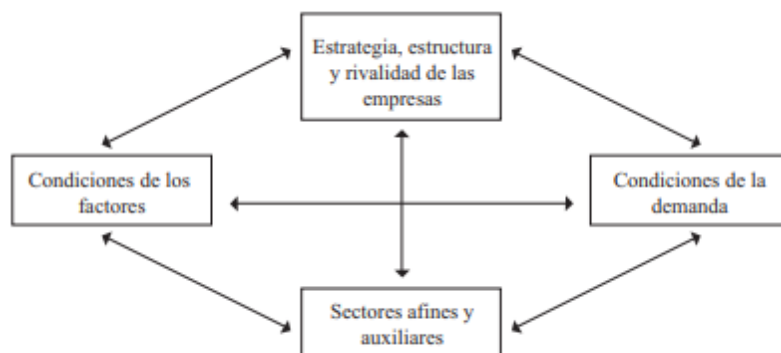 Estrategia, estructura
y rivalidad de las
empresas
Condiciones de los
factores
Condiciones de la
demanda
Sectores afines y
auxiliares